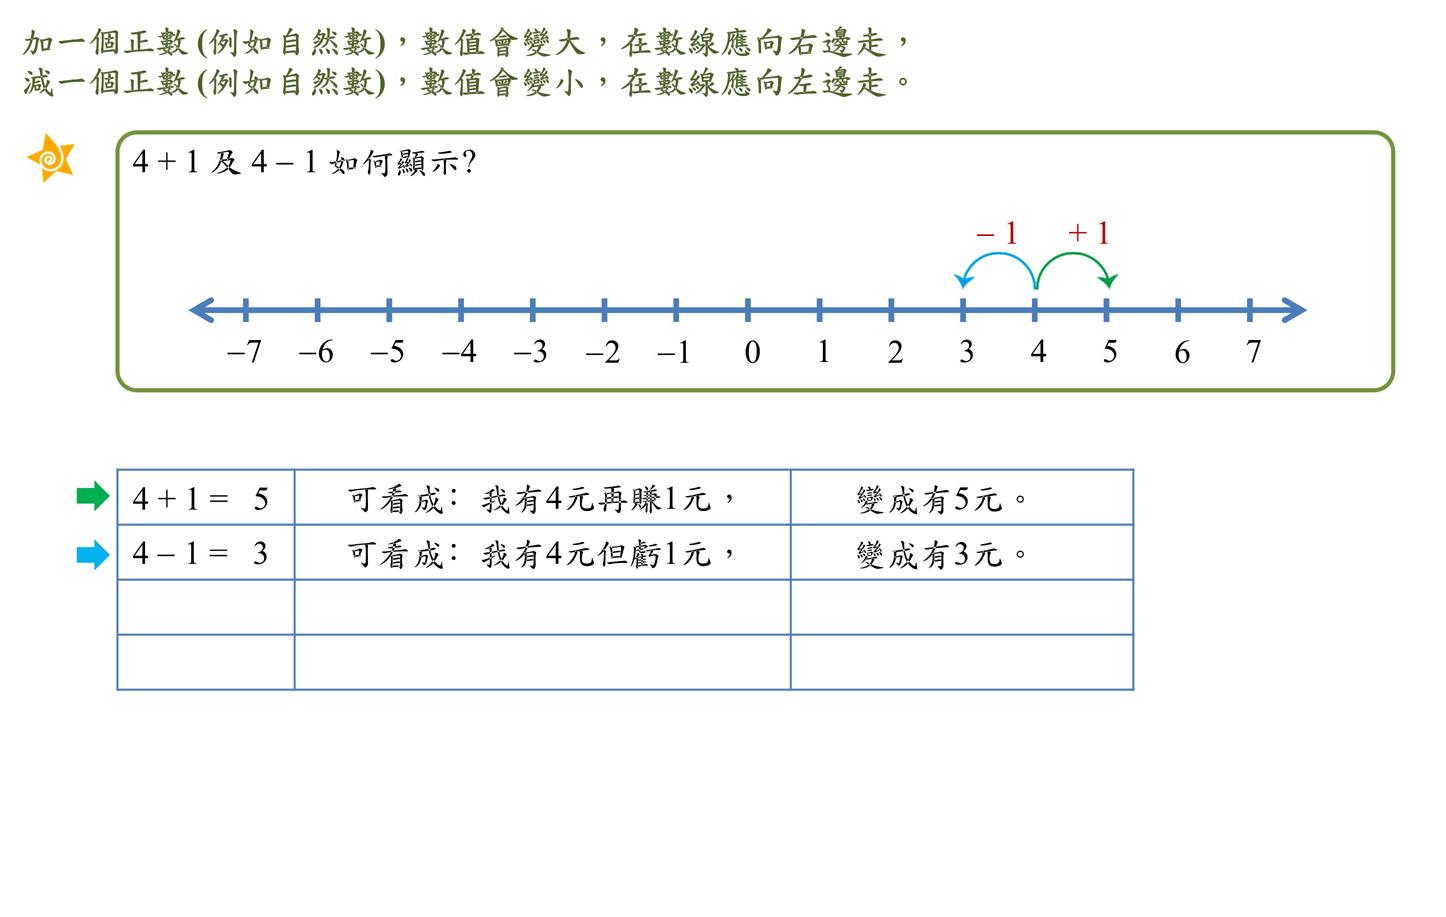 加一個正數 (例如自然數)，數值會變大，在數線應向右邊走，
減一個正數 (例如自然數)，數值會變小，在數線應向左邊走。
4 + 1 及 4 – 1 如何顯示?
– 1 + 1
–7 –6 –5 –4 –3 –2 –1 0 1 2 3 4 5 6 7
4 + 1 = 5 可看成： 我有4元再賺1元， 變成有5元。
4 – 1 = 3 可看成： 我有4元但虧1元， 變成有3元。